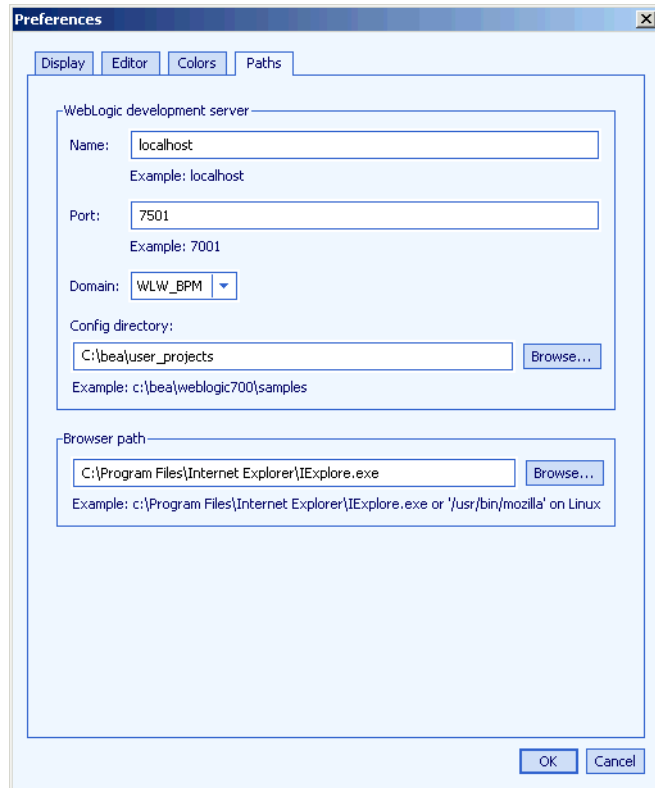 Preferences
Display Editor Colors Paths
WebLogic development server
Name: localhost
Example: localhost
Port: 7501
Example: 7001
Domain: WLW_BPM
Config directory:
C:\bea\user_projects Browse...
Example: c:\bea\weblogic700\samples
Browser path
C:\Program Files\Internet Explorer\IExplore.exe Browse...
Example: c:\Program Files\Internet Explorer\IExplore.exe or '/usr/bin/mozilla' on Linux
OK Cancel